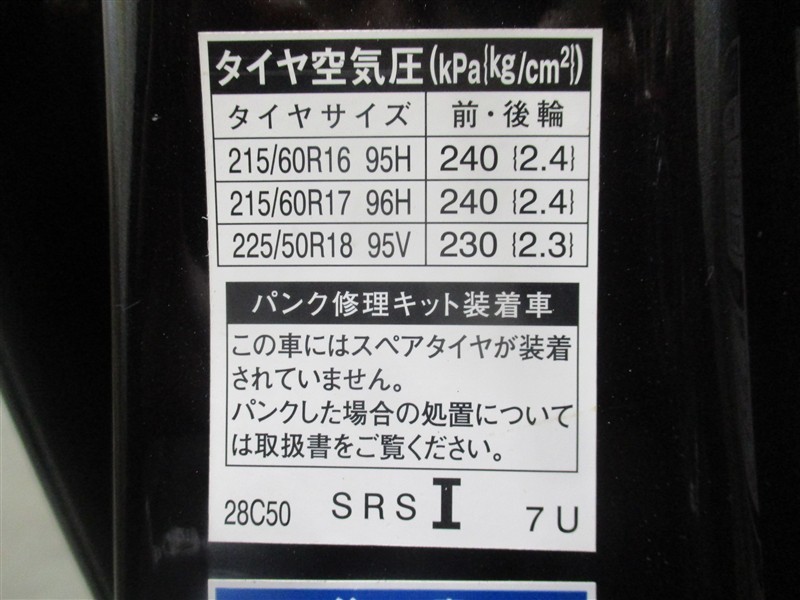 タイヤ空気圧(kPa{kg/cm²})
タイヤサイズ 前・後輪
215/60R16 95H 240 {2.4}
215/60R17 96H 240 {2.4}
225/50R18 95V 230 {2.3}
パンク修理キット装着車
この車にはスペアタイヤが装着
されていません。
パンクした場合の処置について
は取扱書をご覧ください。
28C50 SRS I 7U